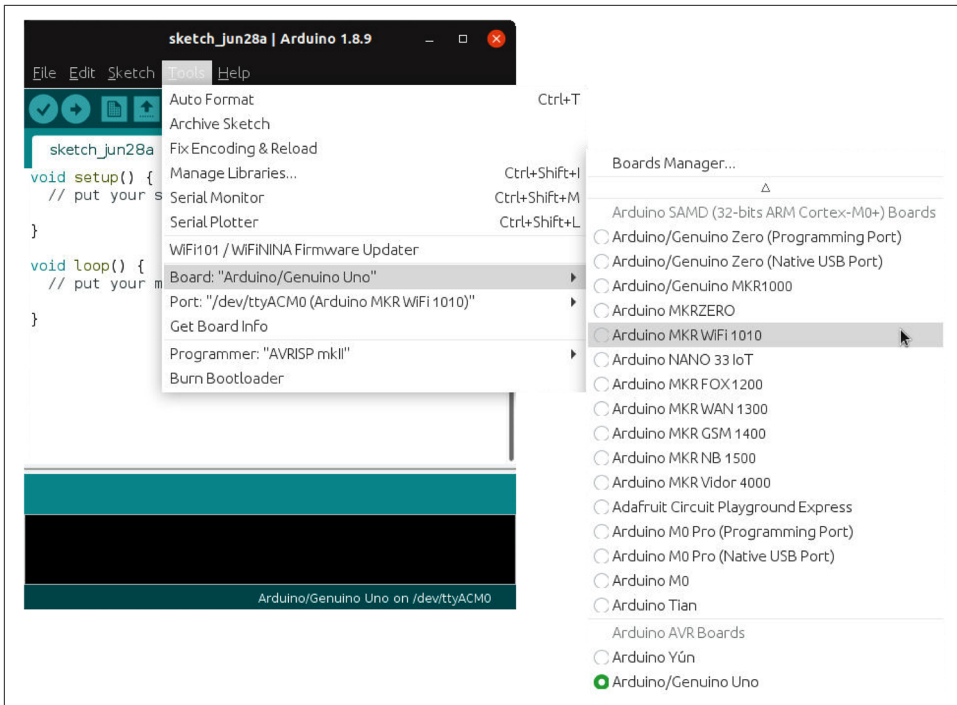 sketch_jun28a | Arduino 1.8.9
File Edit Sketch Tools Help
Auto Format Ctrl+T
Archive Sketch
Fix Encoding & Reload
Manage Libraries... Ctrl+Shift+I
Serial Monitor Ctrl+Shift+M
Serial Plotter Ctrl+Shift+L
WiFi101 / WiFiNINA Firmware Updater
Board: "Arduino/Genuino Uno"
Port: "/dev/ttyACM0 (Arduino MKR WiFi 1010)"
Get Board Info
Programmer: "AVRISP mkII"
Burn Bootloader
sketch_jun28a
void setup() {
// put your s
}
void loop() {
// put your m
}
Arduino/Genuino Uno on /dev/ttyACM0
Boards Manager...
△
Arduino SAMD (32-bits ARM Cortex-M0+) Boards
Arduino/Genuino Zero (Programming Port)
Arduino/Genuino Zero (Native USB Port)
Arduino/Genuino MKR1000
Arduino MKRZERO
Arduino MKR WiFi 1010
Arduino NANO 33 IoT
Arduino MKR FOX 1200
Arduino MKR WAN 1300
Arduino MKR GSM 1400
Arduino MKR NB 1500
Arduino MKR Vidor 4000
Adafruit Circuit Playground Express
Arduino M0 Pro (Programming Port)
Arduino M0 Pro (Native USB Port)
Arduino M0
Arduino Tian
Arduino AVR Boards
Arduino Yún
Arduino/Genuino Uno